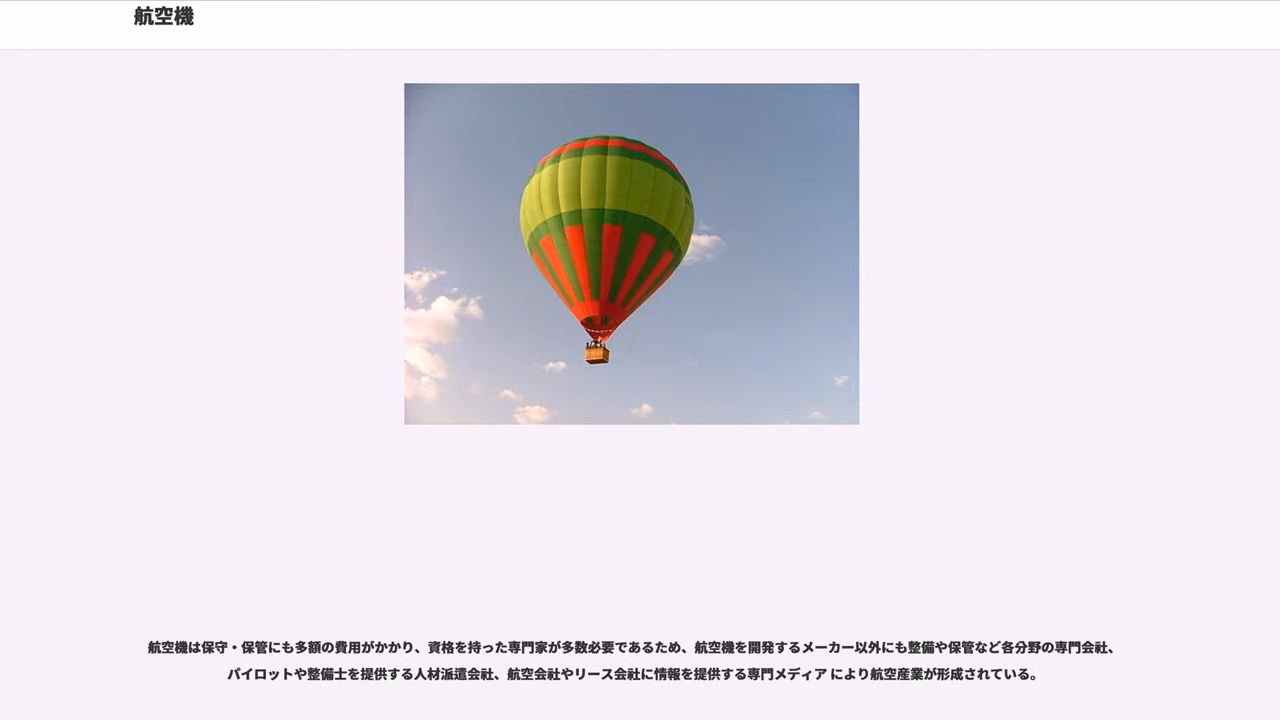 航空機
航空機は保守・保管にも多額の費用がかかり、資格を持った専門家が多数必要であるため、航空機を開発するメーカー以外にも整備や保管など各分野の専門会社、
パイロットや整備士を提供する人材派遣会社、航空会社やリース会社に情報を提供する専門メディア により航空産業が形成されている。